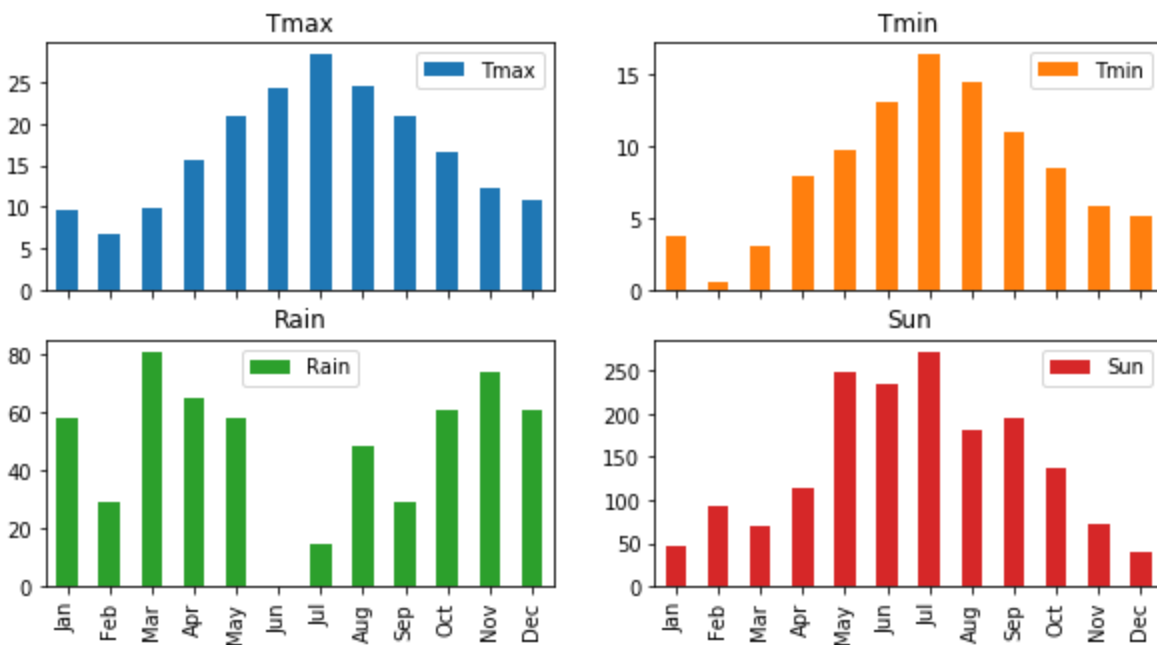 Tmax
Tmax
25
20
15
10
5
0
Tmin
Tmin
15
10
5
0
Rain
Rain
80
60
40
20
0
Jan
Feb
Mar
Apr
May
Jun
Jul
Aug
Sep
Oct
Nov
Dec
Sun
Sun
250
200
150
100
50
0
Jan
Feb
Mar
Apr
May
Jun
Jul
Aug
Sep
Oct
Nov
Dec